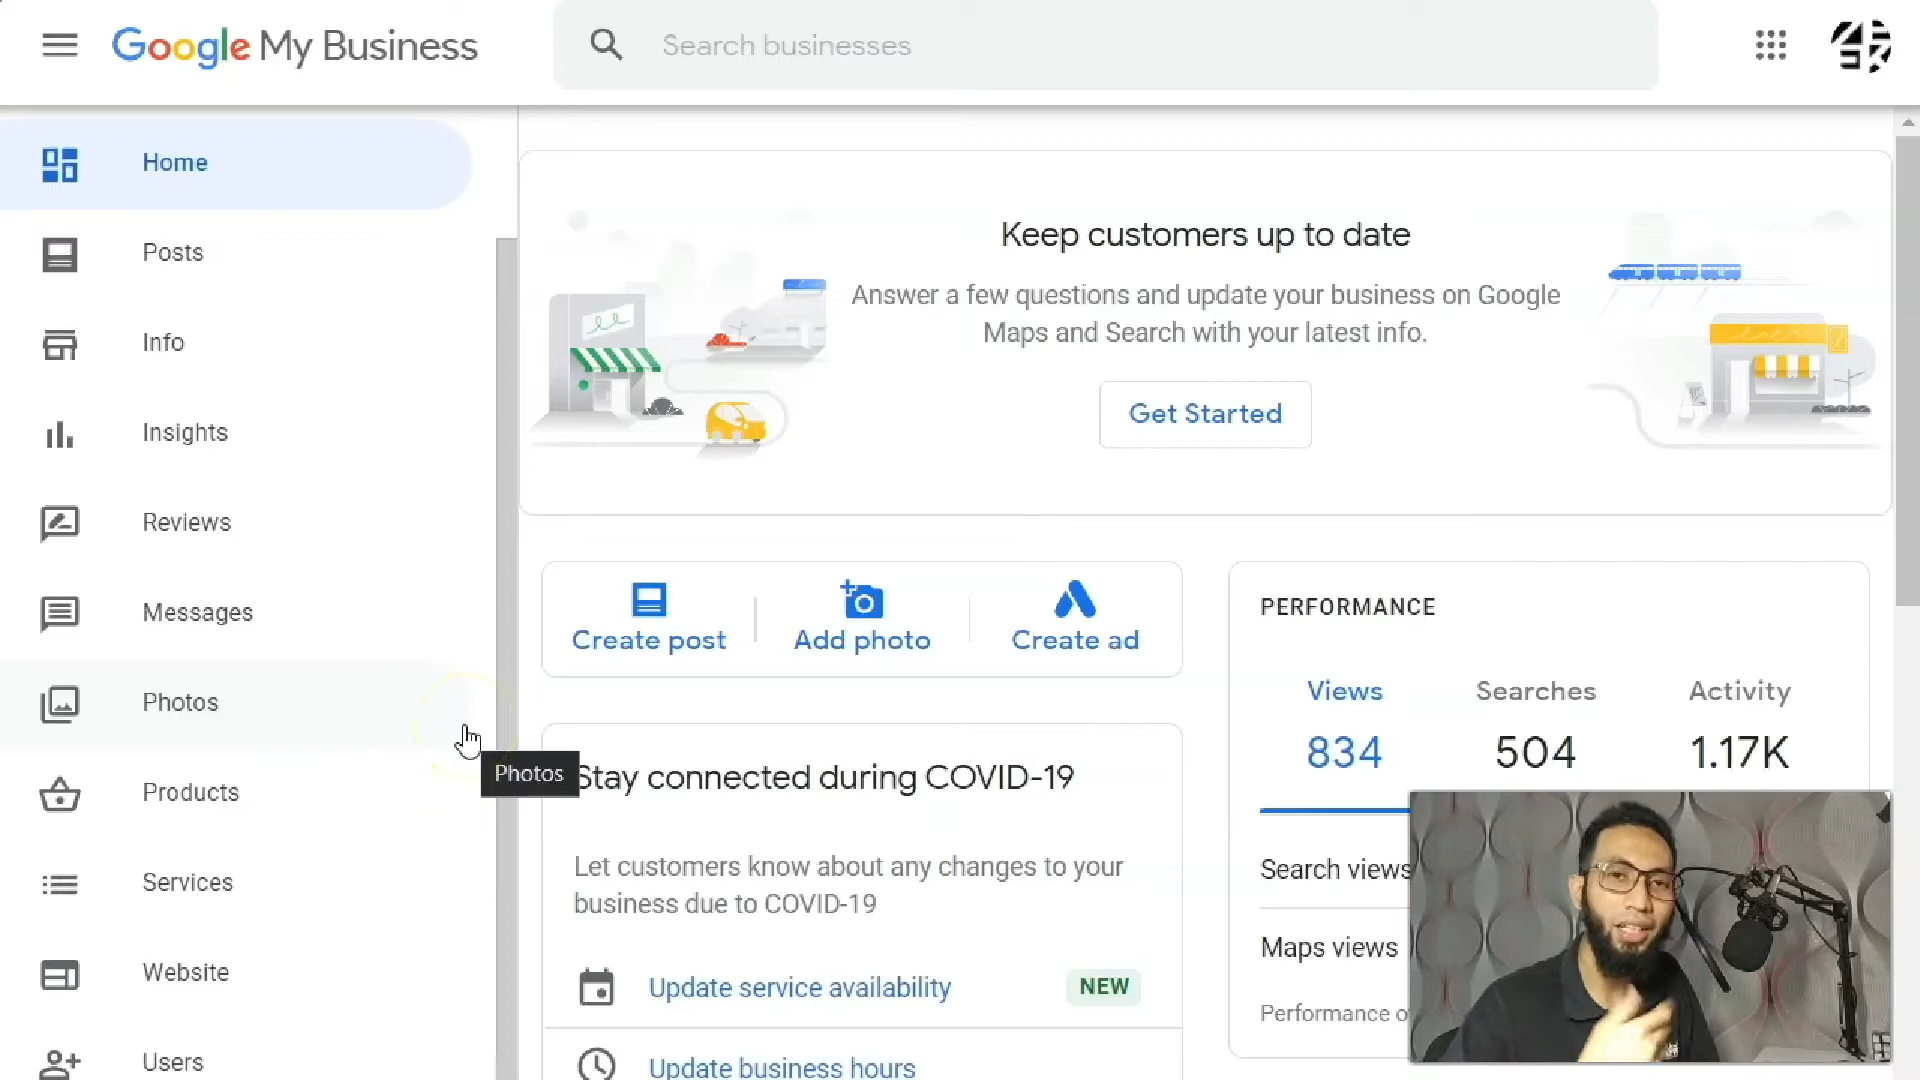 Google My Business
Search businesses
Home
Posts
Info
Insights
Reviews
Messages
Photos
Products
Services
Website
Users
Photos
Keep customers up to date
Answer a few questions and update your business on Google
Maps and Search with your latest info.
Get Started
Create post
Add photo
Create ad
Stay connected during COVID-19
Let customers know about any changes to your
business due to COVID-19
Update service availability
NEW
Update business hours
PERFORMANCE
Views
Searches
Activity
834
504
1.17K
Search views
Maps views
Performance o